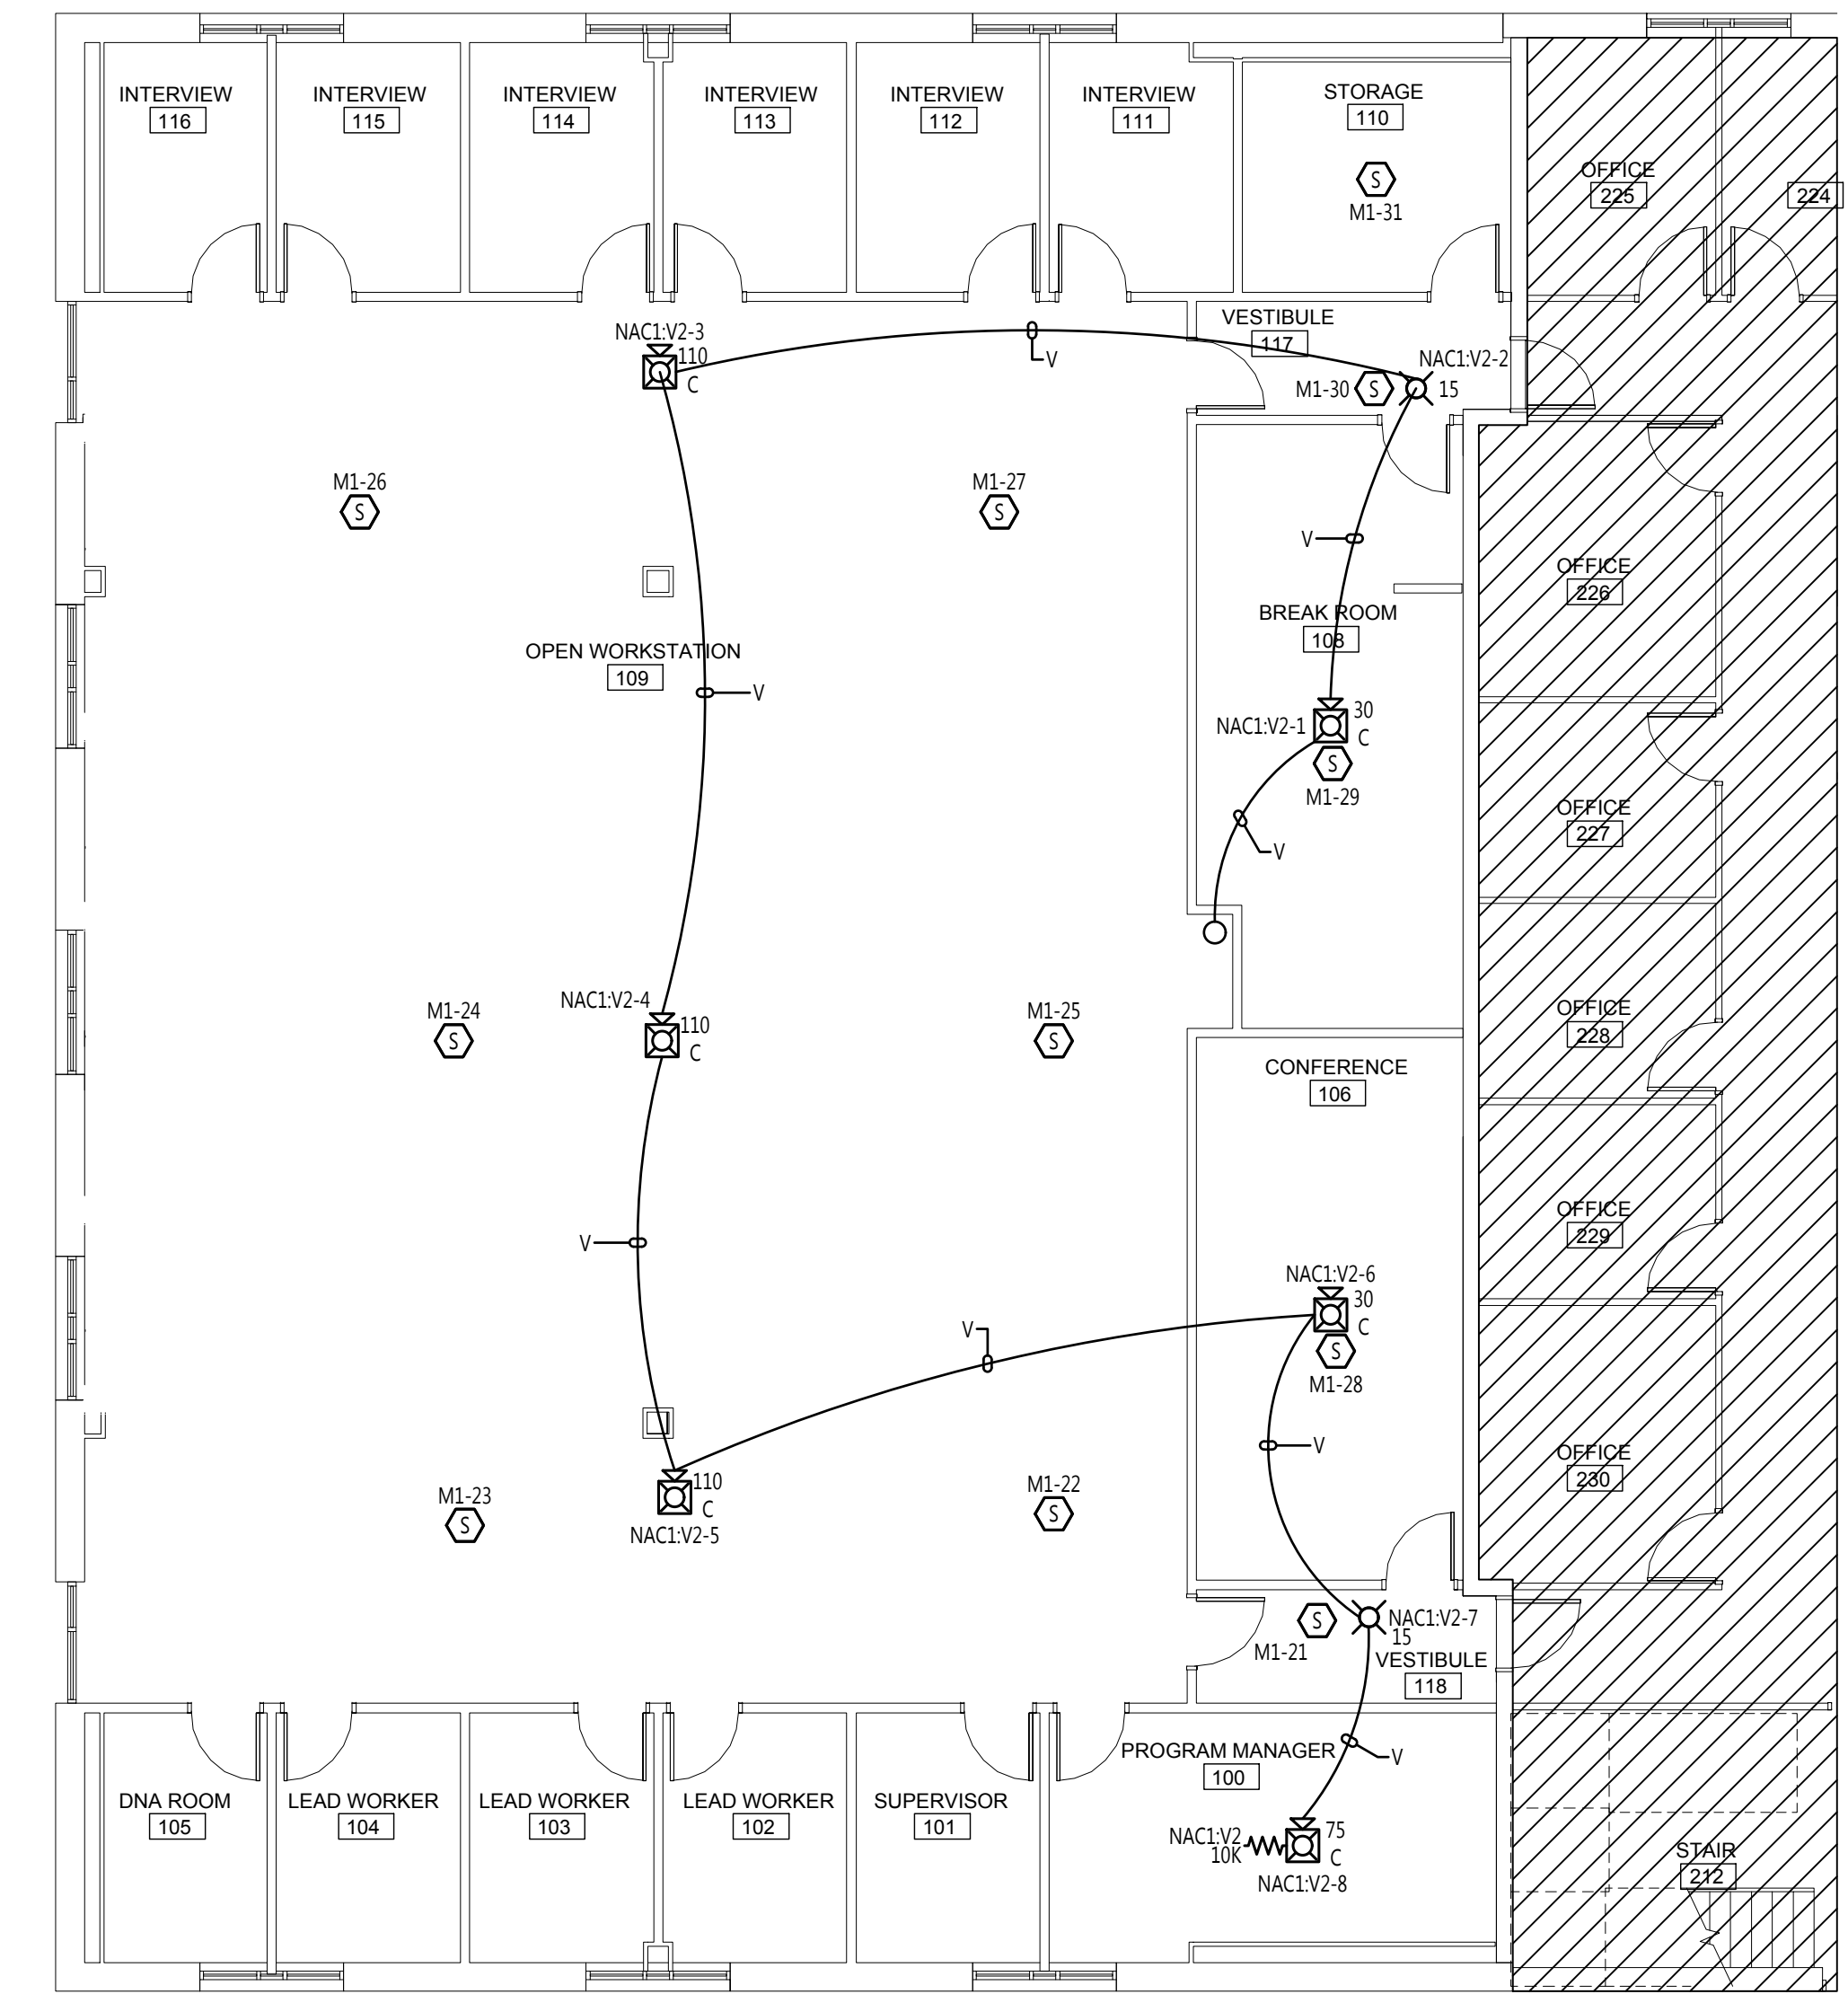 INTERVIEW
116
INTERVIEW
115
INTERVIEW
114
INTERVIEW
113
INTERVIEW
112
INTERVIEW
111
STORAGE
110
S
M1-31
OFFICE
225
224
NAC1:V2-3
110
C
V
VESTIBULE
117
NAC1:V2-2
M1-30
S
15
M1-26
S
M1-27
S
V
OFFICE
226
BREAK ROOM
108
OPEN WORKSTATION
109
V
NAC1:V2-1
30
C
S
M1-29
OFFICE
227
V
NAC1:V2-4
110
C
M1-24
S
M1-25
S
OFFICE
228
CONFERENCE
106
V
OFFICE
229
NAC1:V2-6
30
C
S
M1-28
V
V
OFFICE
230
M1-23
S
110
C
NAC1:V2-5
M1-22
S
S
M1-21
NAC1:V2-7
15
VESTIBULE
118
PROGRAM MANAGER
100
V
DNA ROOM
105
LEAD WORKER
104
LEAD WORKER
103
LEAD WORKER
102
SUPERVISOR
101
NAC1:V2
10K
75
C
NAC1:V2-8
STAIR
212